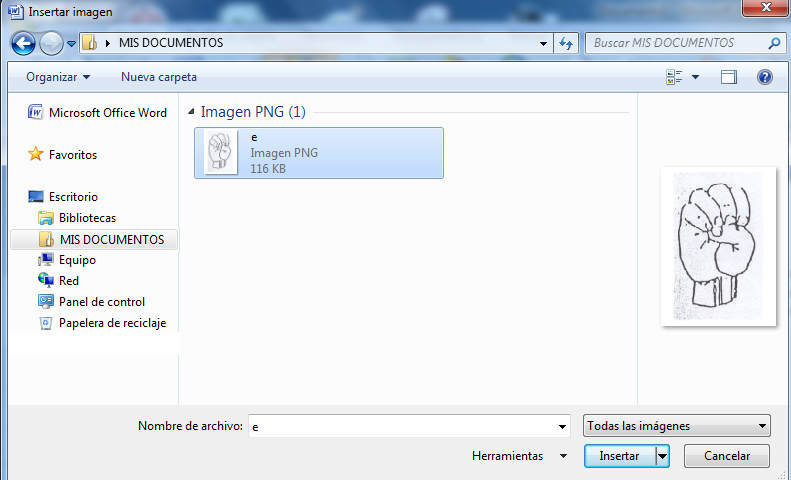 Insertar imagen
MIS DOCUMENTOS
Buscar MIS DOCUMENTOS
Organizar
Nueva carpeta
Microsoft Office Word
Favoritos
Escritorio
Bibliotecas
MIS DOCUMENTOS
Equipo
Red
Panel de control
Papelera de reciclaje
Imagen PNG (1)
e
Imagen PNG
116 KB
Nombre de archivo:
e
Todas las imágenes
Herramientas
Insertar
Cancelar